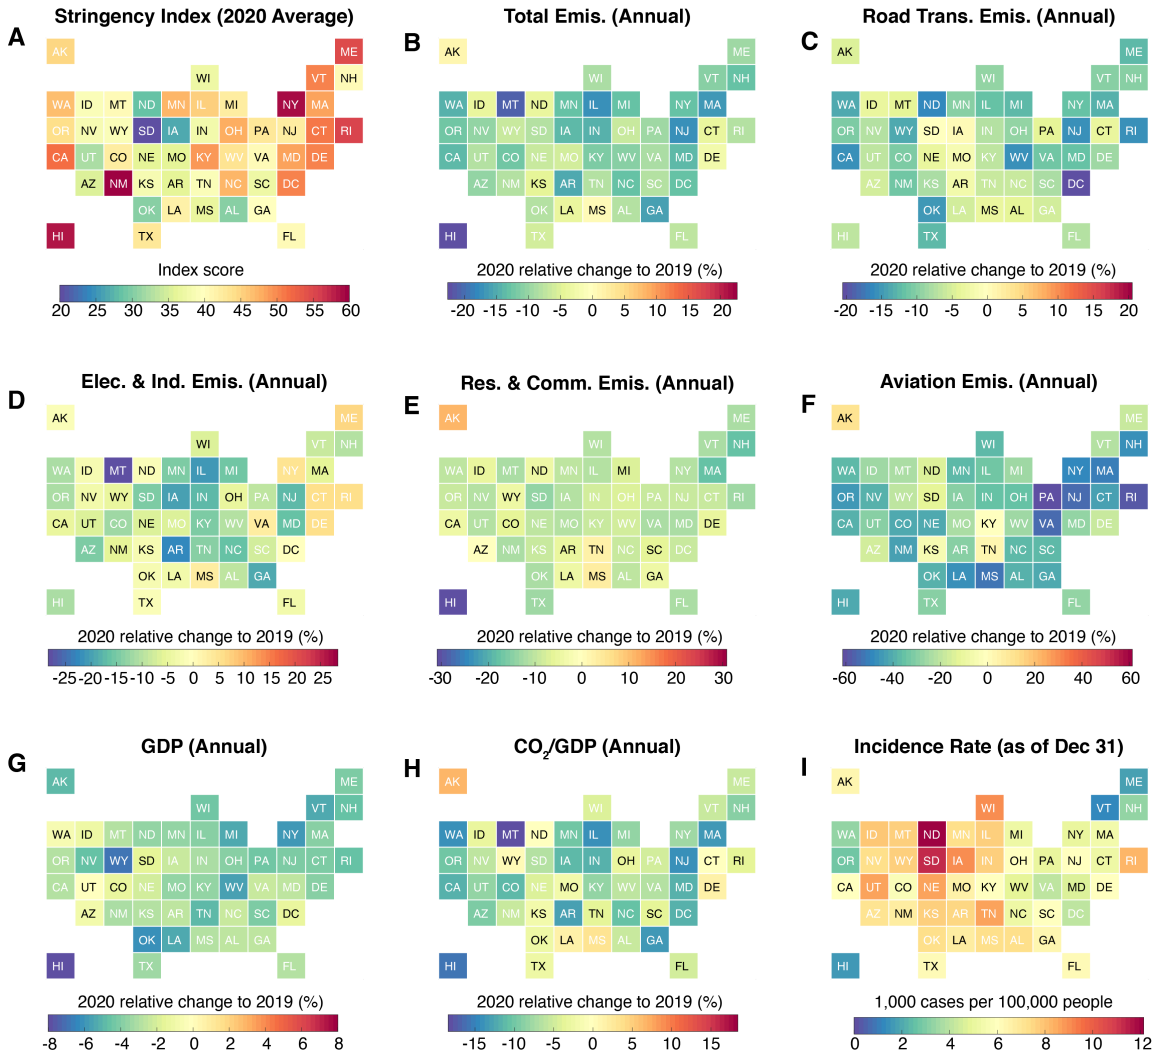 A
Stringency Index (2020 Average)
AK ME
WI VT NH
WA ID MT ND MN IL MI NY MA
OR NV WY SD IA IN OH PA NJ CT RI
CA UT CO NE MO KY WV VA MD DE
AZ NM KS AR TN NC SC DC
OK LA MS AL GA
HI TX FL
Index score
20 25 30 35 40 45 50 55 60
B
Total Emis. (Annual)
AK ME
WI VT NH
WA ID MT ND MN IL MI NY MA
OR NV WY SD IA IN OH PA NJ CT RI
CA UT CO NE MO KY WV VA MD DE
AZ NM KS AR TN NC SC DC
OK LA MS AL GA
HI TX FL
2020 relative change to 2019 (%)
-20 -15 -10 -5 0 5 10 15 20
C
Road Trans. Emis. (Annual)
AK ME
WI VT NH
WA ID MT ND MN IL MI NY MA
OR NV WY SD IA IN OH PA NJ CT RI
CA UT CO NE MO KY WV VA MD DE
AZ NM KS AR TN NC SC DC
OK LA MS AL GA
HI TX FL
2020 relative change to 2019 (%)
-20 -15 -10 -5 0 5 10 15 20
D
Elec. & Ind. Emis. (Annual)
AK ME
WI VT NH
WA ID MT ND MN IL MI NY MA
OR NV WY SD IA IN OH PA NJ CT RI
CA UT CO NE MO KY WV VA MD DE
AZ NM KS AR TN NC SC DC
OK LA MS AL GA
HI TX FL
2020 relative change to 2019 (%)
-25 -20 -15 -10 -5 0 5 10 15 20 25
E
Res. & Comm. Emis. (Annual)
AK ME
WI VT NH
WA ID MT ND MN IL MI NY MA
OR NV WY SD IA IN OH PA NJ CT RI
CA UT CO NE MO KY WV VA MD DE
AZ NM KS AR TN NC SC DC
OK LA MS AL GA
HI TX FL
2020 relative change to 2019 (%)
-30 -20 -10 0 10 20 30
F
Aviation Emis. (Annual)
AK ME
WI VT NH
WA ID MT ND MN IL MI NY MA
OR NV WY SD IA IN OH PA NJ CT RI
CA UT CO NE MO KY WV VA MD DE
AZ NM KS AR TN NC SC
OK LA MS AL GA
HI TX FL
2020 relative change to 2019 (%)
-60 -40 -20 0 20 40 60
G
GDP (Annual)
AK ME
WI VT NH
WA ID MT ND MN IL MI NY MA
OR NV WY SD IA IN OH PA NJ CT RI
CA UT CO NE MO KY WV VA MD DE
AZ NM KS AR TN NC SC DC
OK LA MS AL GA
HI TX FL
2020 relative change to 2019 (%)
-8 -6 -4 -2 0 2 4 6 8
H
CO2/GDP (Annual)
AK ME
WI VT NH
WA ID MT ND MN IL MI NY MA
OR NV WY SD IA IN OH PA NJ CT RI
CA UT CO NE MO KY WV VA MD DE
AZ NM KS AR TN NC SC DC
OK LA MS AL GA
HI TX FL
2020 relative change to 2019 (%)
-15 -10 -5 0 5 10 15
I
Incidence Rate (as of Dec 31)
AK ME
WI VT NH
WA ID MT ND MN IL MI NY MA
OR NV WY SD IA IN OH PA NJ CT RI
CA UT CO NE MO KY WV VA MD DE
AZ NM KS AR TN NC SC DC
OK LA MS AL GA
HI TX FL
1,000 cases per 100,000 people
0 2 4 6 8 10 12